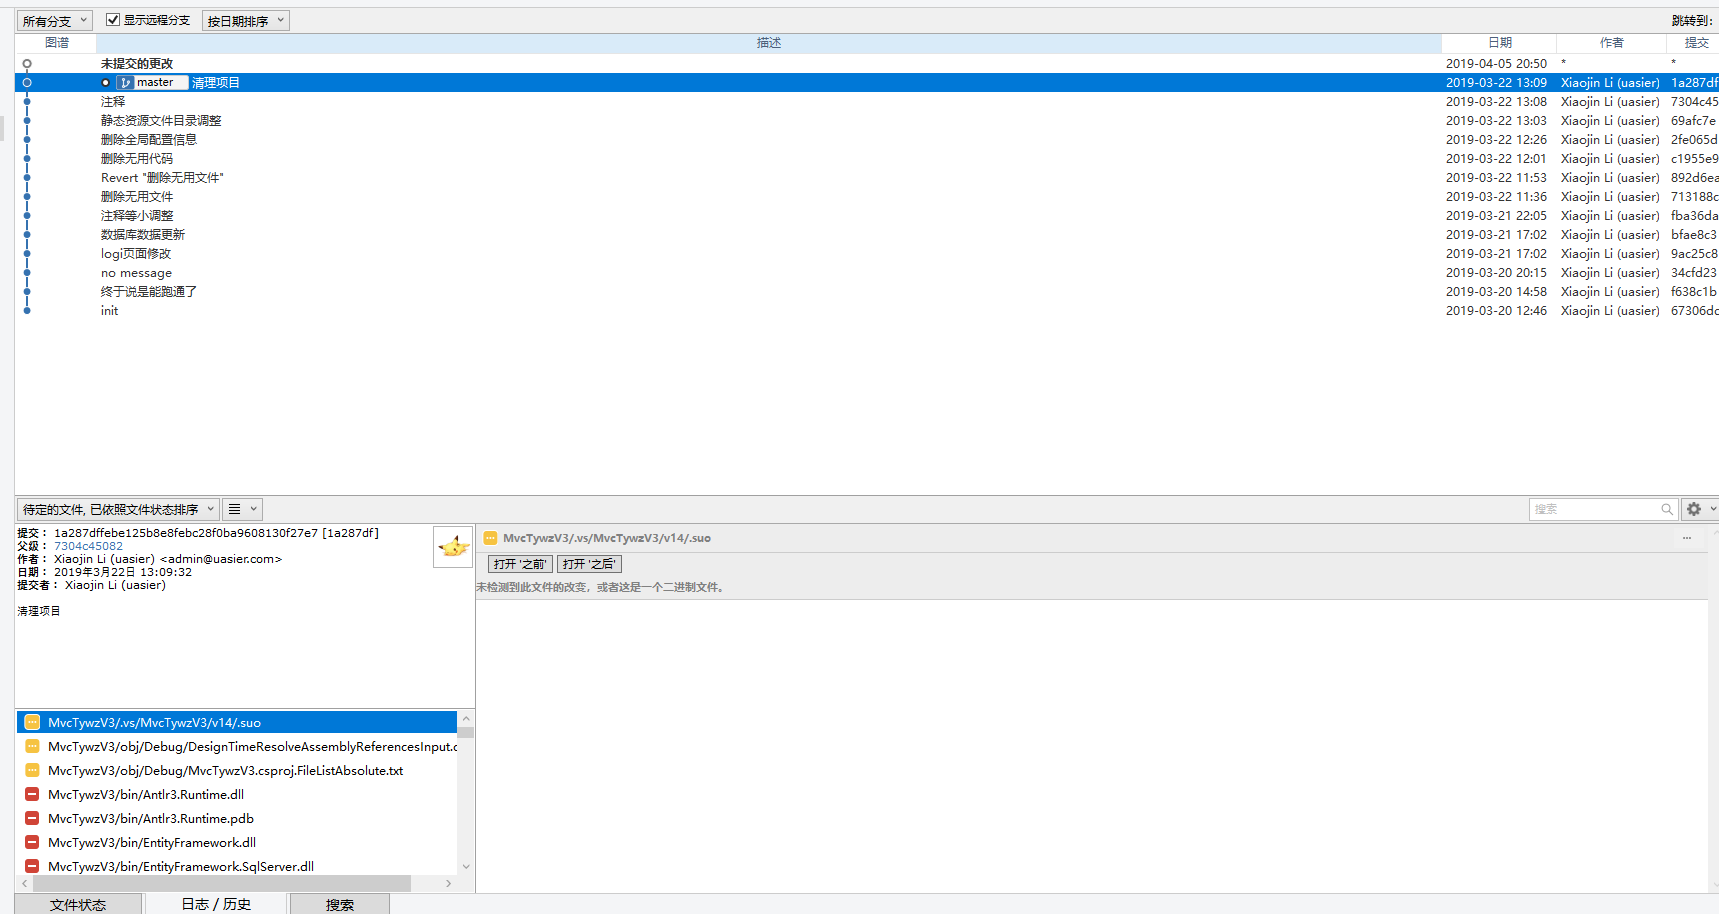 所有分支 显示远程分支 按日期排序 跳转到:
图谱 描述 日期 作者 提交
未提交的更改 2019-04-05 20:50 * *
master 清理项目 2019-03-22 13:09 Xiaojin Li (uasier) 1a287df
注释 2019-03-22 13:08 Xiaojin Li (uasier) 7304c45
静态资源文件目录调整 2019-03-22 13:03 Xiaojin Li (uasier) 69afc7e
删除全局配置信息 2019-03-22 12:26 Xiaojin Li (uasier) 2fe065d
删除无用代码 2019-03-22 12:01 Xiaojin Li (uasier) c1955e9
Revert "删除无用文件" 2019-03-22 11:53 Xiaojin Li (uasier) 892d6ea
删除无用文件 2019-03-22 11:36 Xiaojin Li (uasier) 713188c
注释等小调整 2019-03-21 22:05 Xiaojin Li (uasier) fba36da
数据库数据更新 2019-03-21 17:02 Xiaojin Li (uasier) bfae8c3
logi页面修改 2019-03-21 17:02 Xiaojin Li (uasier) 9ac25c8
no message 2019-03-20 20:15 Xiaojin Li (uasier) 34cfd23
终于说是能跑通了 2019-03-20 14:58 Xiaojin Li (uasier) f638c1b
init 2019-03-20 12:46 Xiaojin Li (uasier) 67306dc
待定的文件, 已依照文件状态排序 搜索
提交： 1a287dffebe125b8e8febc28f0ba9608130f27e7 [1a287df]
父级： 7304c45082
作者： Xiaojin Li (uasier) <admin@uasier.com>
日期： 2019年3月22日 13:09:32
提交者： Xiaojin Li (uasier)
清理项目
MvcTywzV3/.vs/MvcTywzV3/v14/.suo
打开 '之前' 打开 '之后'
未检测到此文件的改变，或者这是一个二进制文件。
MvcTywzV3/.vs/MvcTywzV3/v14/.suo
MvcTywzV3/obj/Debug/DesignTimeResolveAssemblyReferencesInput.c
MvcTywzV3/obj/Debug/MvcTywzV3.csproj.FileListAbsolute.txt
MvcTywzV3/bin/Antlr3.Runtime.dll
MvcTywzV3/bin/Antlr3.Runtime.pdb
MvcTywzV3/bin/EntityFramework.dll
MvcTywzV3/bin/EntityFramework.SqlServer.dll
文件状态 日志 / 历史 搜索